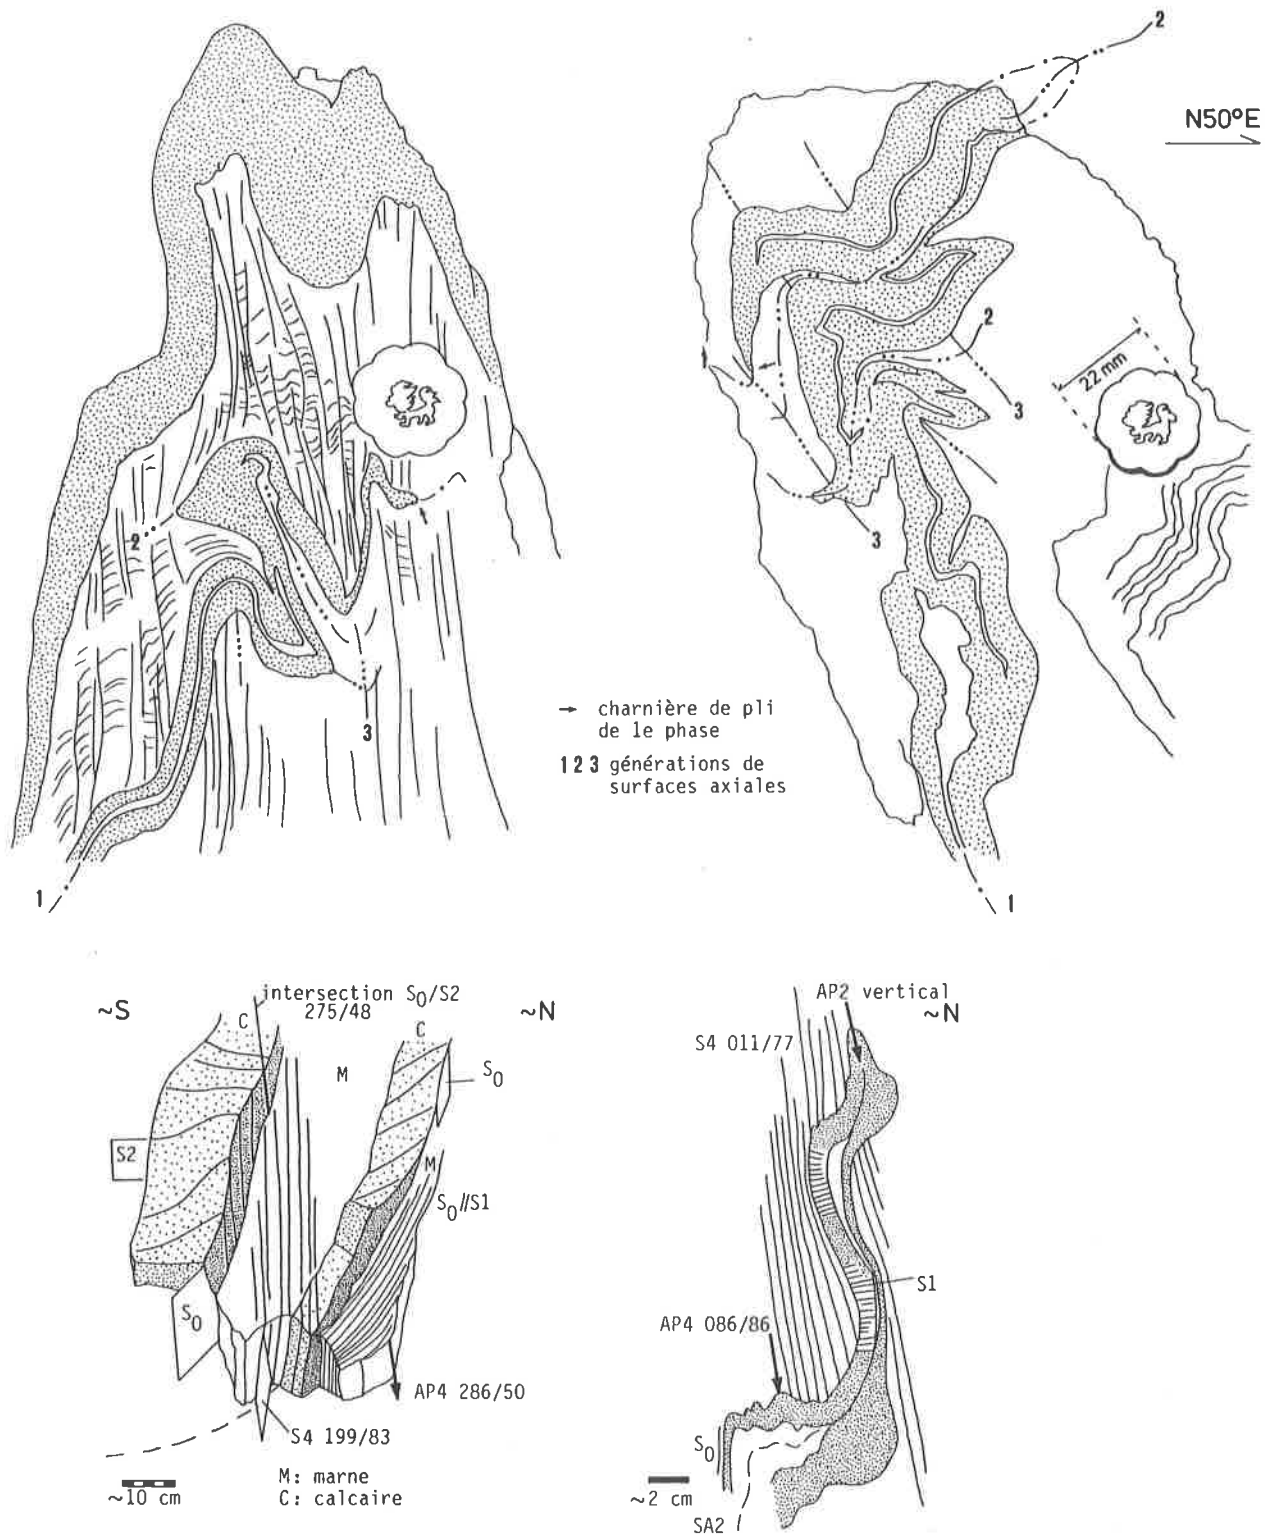 2
N50°E
2
22 mm
3
3
2
3
→ charnière de pli
de le phase
1 2 3 générations de
surfaces axiales
1
1
~S
intersection S0/S2
275/48
~N
C
C
M
S0
S2
M
S0//S1
S0
AP4 286/50
S4 199/83
~10 cm
M: marne
C: calcaire
AP2 vertical
~N
S4 011/77
S1
AP4 086/86
S0
~2 cm
SA2